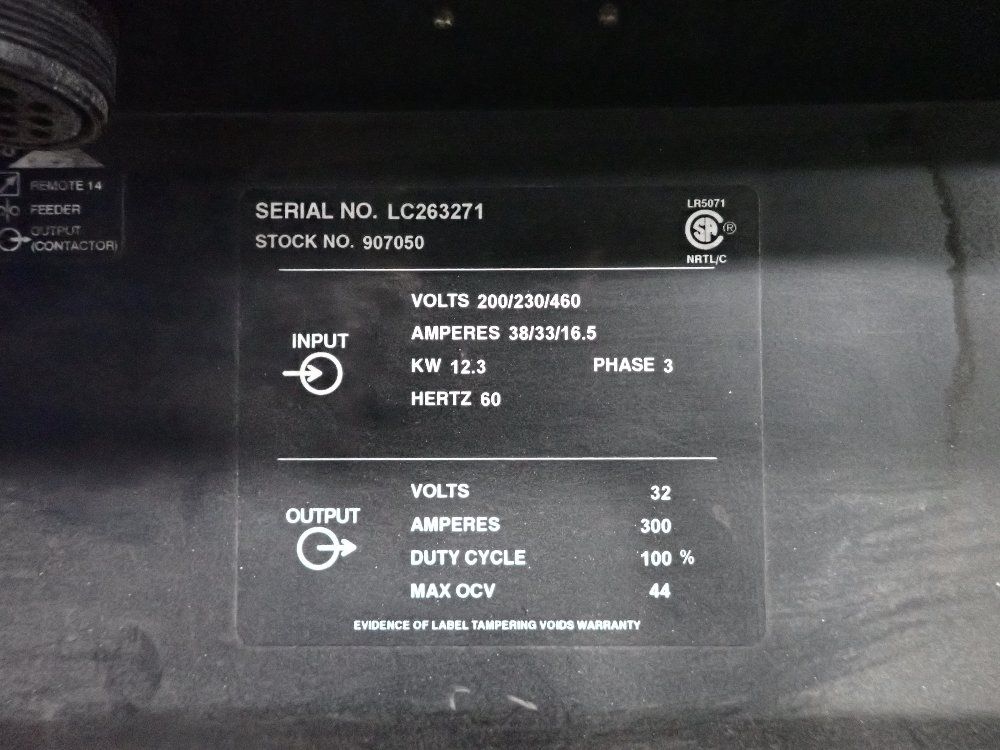 REMOTE 14
FEEDER
OUTPUT
(CONTACTOR)
SERIAL NO. LC263271
STOCK NO. 907050
LR5071
SA ®
NRTL/C
INPUT
VOLTS 200/230/460
AMPERES 38/33/16.5
KW 12.3 PHASE 3
HERTZ 60
OUTPUT
VOLTS 32
AMPERES 300
DUTY CYCLE 100 %
MAX OCV 44
EVIDENCE OF LABEL TAMPERING VOIDS WARRANTY